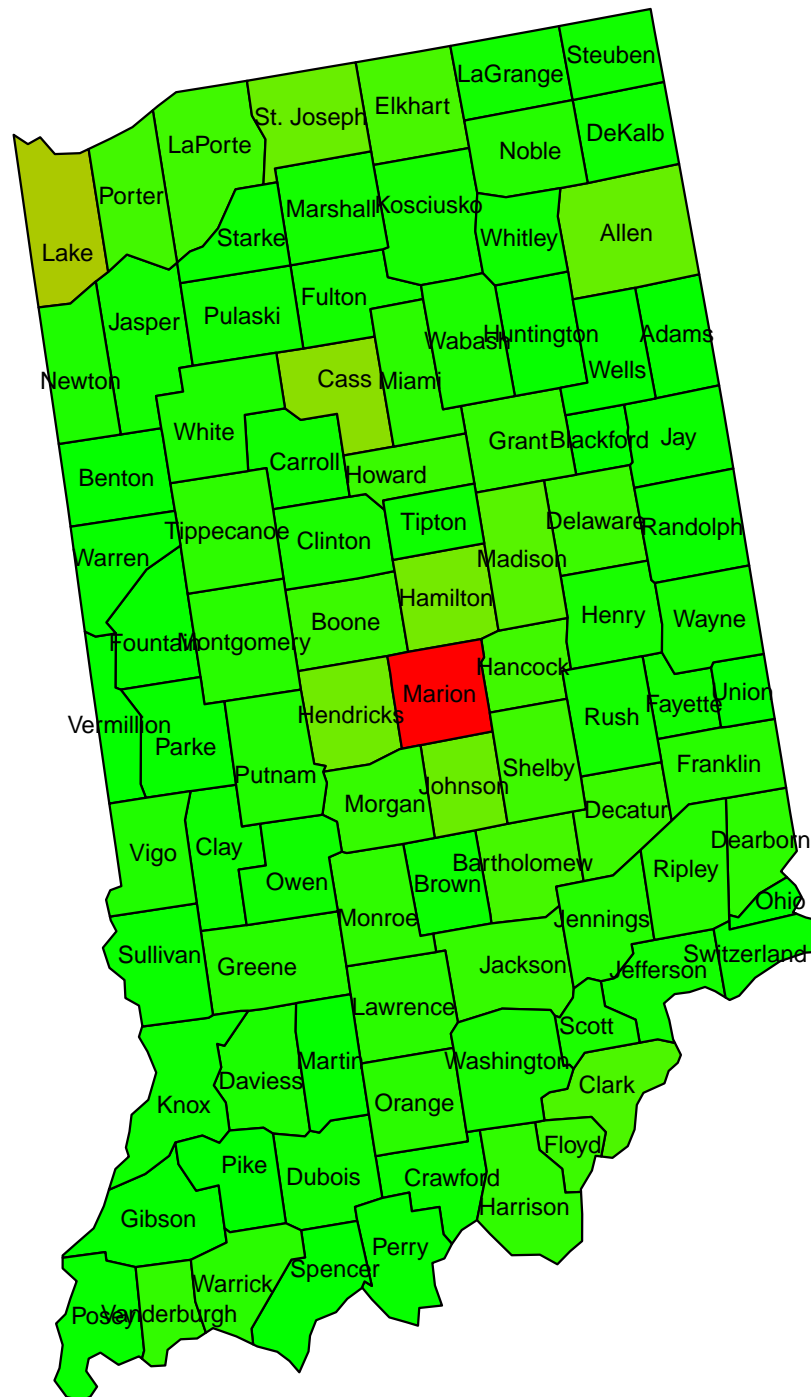 Steuben
LaGrange
Elkhart
St. Joseph
DeKalb
LaPorte
Noble
Porter
Kosciusko
Marshall
Allen
Starke
Whitley
Lake
Fulton
Pulaski
Jasper
Huntington
Adams
Wabash
Wells
Cass
Miami
Newton
White
Jay
Grant
Blackford
Carroll
Howard
Benton
Delaware
Tipton
Randolph
Tippecanoe
Clinton
Madison
Warren
Hamilton
Henry
Wayne
Boone
Fountain
Montgomery
Hancock
Marion
Union
Fayette
Hendricks
Rush
Vermillion
Parke
Franklin
Shelby
Putnam
Johnson
Morgan
Decatur
Dearborn
Clay
Vigo
Bartholomew
Ripley
Owen
Brown
Ohio
Monroe
Jennings
Switzerland
Sullivan
Greene
Jackson
Jefferson
Lawrence
Scott
Martin
Washington
Daviess
Clark
Orange
Knox
Floyd
Pike
Dubois
Crawford
Harrison
Gibson
Perry
Spencer
Warrick
Vanderburgh
Posey